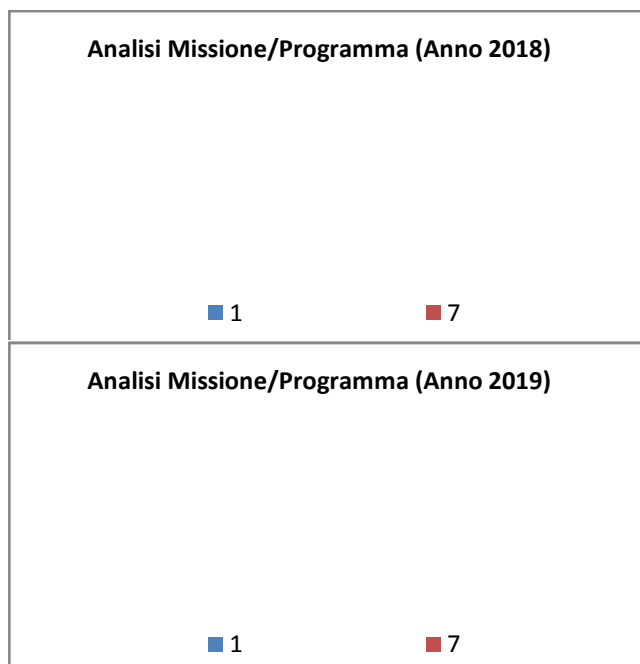 Analisi Missione/Programma (Anno 2018)
1 7
Analisi Missione/Programma (Anno 2019)
1 7